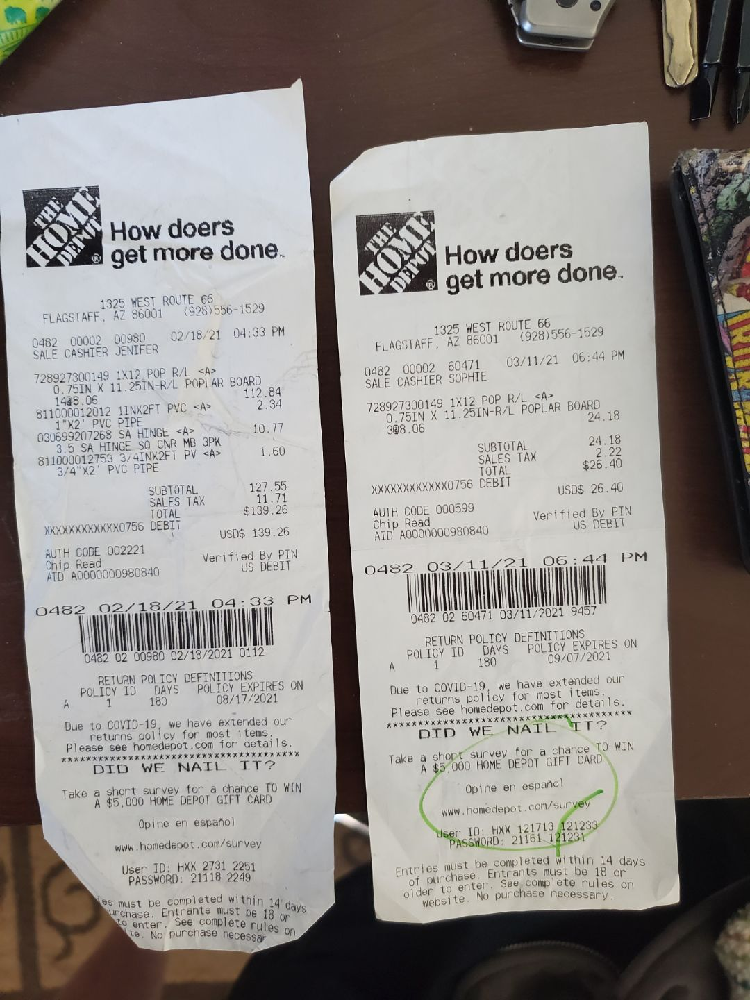 THE
HOME
DEPOT
®
How doers
get more done™
1325 WEST ROUTE 66
FLAGSTAFF, AZ 86001 (928)556-1529
0482 00002 00980 02/18/21 04:33 PM
SALE CASHIER JENIFER
728927300149 1X12 POP R/L <A>
0.75IN X 11.25IN-R/L POPLAR BOARD
14@8.06 112.84
811000012012 1INX2FT PVC <A> 2.34
1"X2' PVC PIPE
030699207268 SA HINGE <A> 10.77
3.5 SA HINGE SQ CNR MB 3PK
811000012753 3/4INX2FT PV <A> 1.60
3/4"X2' PVC PIPE
SUBTOTAL 127.55
SALES TAX 11.71
TOTAL $139.26
XXXXXXXXXXXX0756 DEBIT
USD$ 139.26
AUTH CODE 002221
Chip Read Verified By PIN
AID A0000000980840 US DEBIT
0482 02/18/21 04:33 PM
0482 02 00980 02/18/2021 0112
RETURN POLICY DEFINITIONS
POLICY ID DAYS POLICY EXPIRES ON
A 1 180 08/17/2021
Due to COVID-19, we have extended our
returns policy for most items.
Please see homedepot.com for details.
****************************************
DID WE NAIL IT?
Take a short survey for a chance TO WIN
A $5,000 HOME DEPOT GIFT CARD
Opine en español
www.homedepot.com/survey
User ID: HXX 2731 2251
PASSWORD: 21118 2249
ies must be completed within 14 days
urchase. Entrants must be 18 or
to enter. See complete rules on
ite. No purchase necessar
THE
HOME
DEPOT
®
How doers
get more done™
1325 WEST ROUTE 66
FLAGSTAFF, AZ 86001 (928)556-1529
0482 00002 60471 03/11/21 06:44 PM
SALE CASHIER SOPHIE
728927300149 1X12 POP R/L <A>
0.75IN X 11.25IN-R/L POPLAR BOARD
3@8.06 24.18
SUBTOTAL 24.18
SALES TAX 2.22
TOTAL $26.40
XXXXXXXXXXXX0756 DEBIT
USD$ 26.40
AUTH CODE 000599
Chip Read Verified By PIN
AID A0000000980840 US DEBIT
0482 03/11/21 06:44 PM
0482 02 60471 03/11/2021 9457
RETURN POLICY DEFINITIONS
POLICY ID DAYS POLICY EXPIRES ON
A 1 180 09/07/2021
Due to COVID-19, we have extended our
returns policy for most items.
Please see homedepot.com for details.
****************************************
DID WE NAIL IT?
Take a short survey for a chance TO WIN
A $5,000 HOME DEPOT GIFT CARD
Opine en español
www.homedepot.com/survey
User ID: HXX 121713 121233
PASSWORD: 21161 121231
Entries must be completed within 14 days
of purchase. Entrants must be 18 or
older to enter. See complete rules on
website. No purchase necessary.